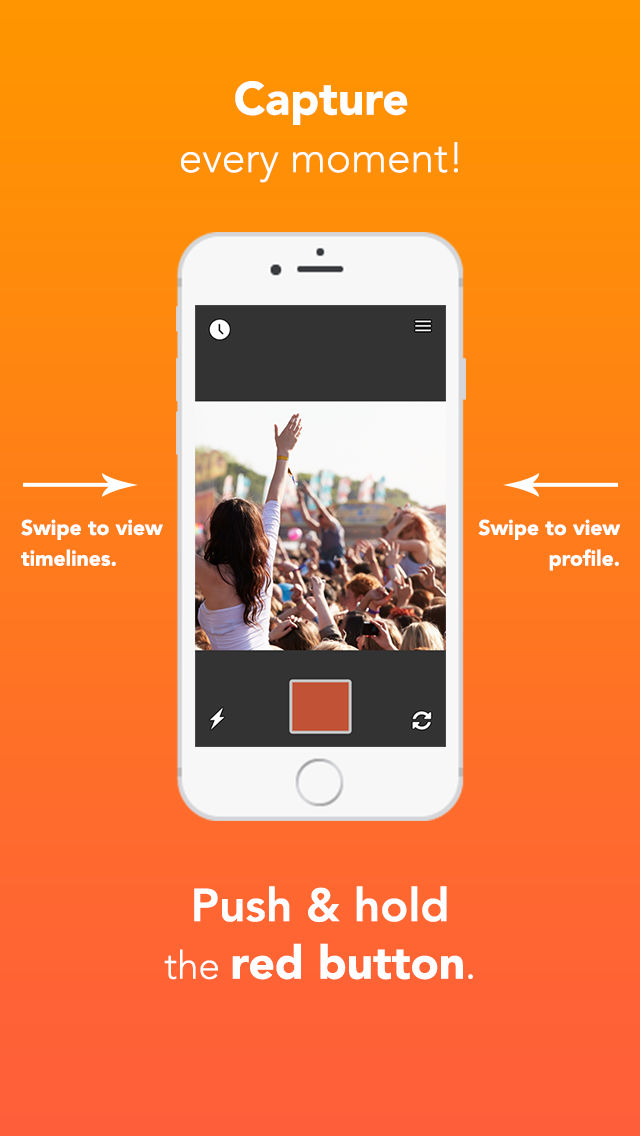 Capture
every moment!
Swipe to view
timelines.
Swipe to view
profile.
Push & hold
the red button.